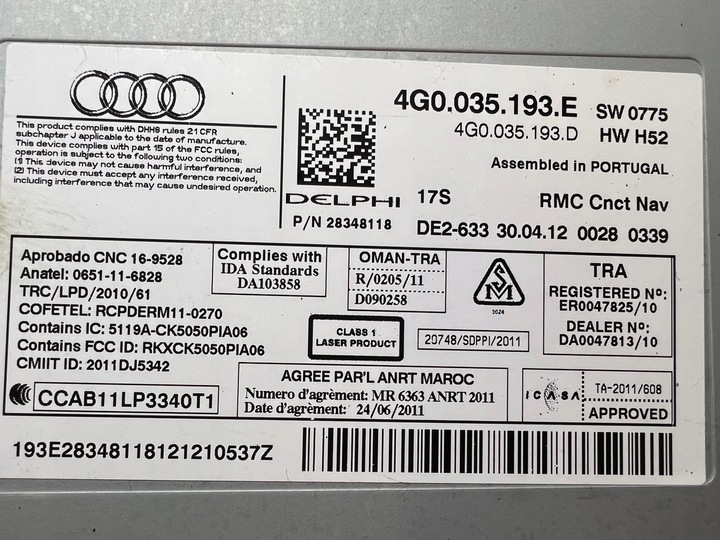 This product complies with DHHS rules 21 CFR
subchapter J applicable to the date of manufacture.
This device complies with part 15 of the FCC rules,
operation is subject to the following two conditions:
(1) This device may not cause harmful interference, and
(2) This device must accept any interference received,
including interference that may cause undesired operation.
4G0.035.193.E SW 0775
4G0.035.193.D HW H52
Assembled in PORTUGAL
DELPHI 17S RMC Cnct Nav
P/N 28348118 DE2-633 30.04.12 0028 0339
Aprobado CNC 16-9528
Anatel: 0651-11-6828
TRC/LPD/2010/61
COFETEL: RCPDERM11-0270
Contains IC: 5119A-CK5050PIA06
Contains FCC ID: RKXCK5050PIA06
CMIIT ID: 2011DJ5342
CCAB11LP3340T1
Complies with
IDA Standards
DA103858
OMAN-TRA
R/0205/11
D090258
1024
TRA
REGISTERED Nº:
ER0047825/10
DEALER Nº:
DA0047813/10
CLASS 1
LASER PRODUCT
20748/SDPPI/2011
AGREE PAR'L ANRT MAROC
Numero d'agrément: MR 6363 ANRT 2011
Date d'agrément: 24/06/2011
ICASA
TA-2011/608
APPROVED
193E28348118121210537Z